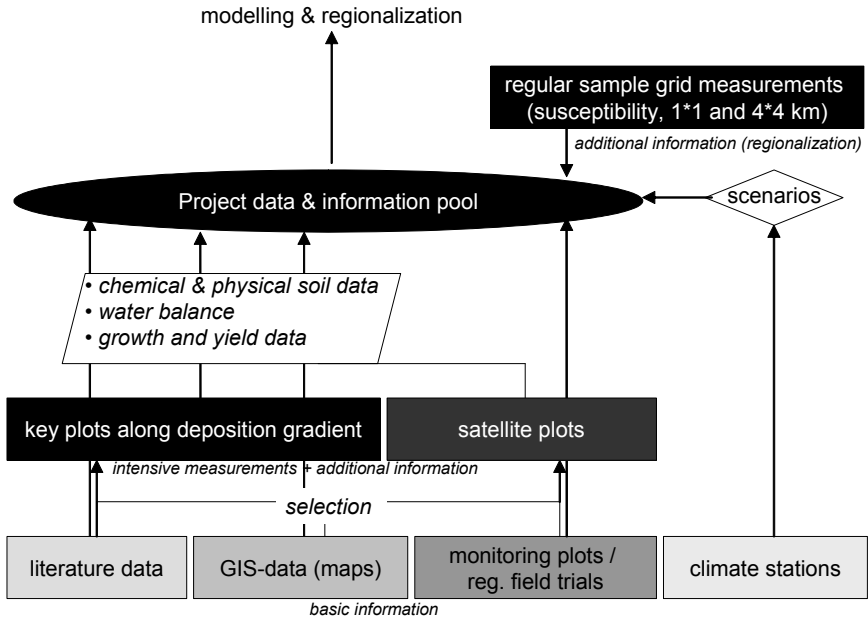 modelling & regionalization
regular sample grid measurements
(susceptibility, 1*1 and 4*4 km)
additional information (regionalization)
Project data & information pool
scenarios
• chemical & physical soil data
• water balance
• growth and yield data
key plots along deposition gradient
satellite plots
intensive measurements + additional information
selection
literature data
GIS-data (maps)
monitoring plots /
reg. field trials
climate stations
basic information